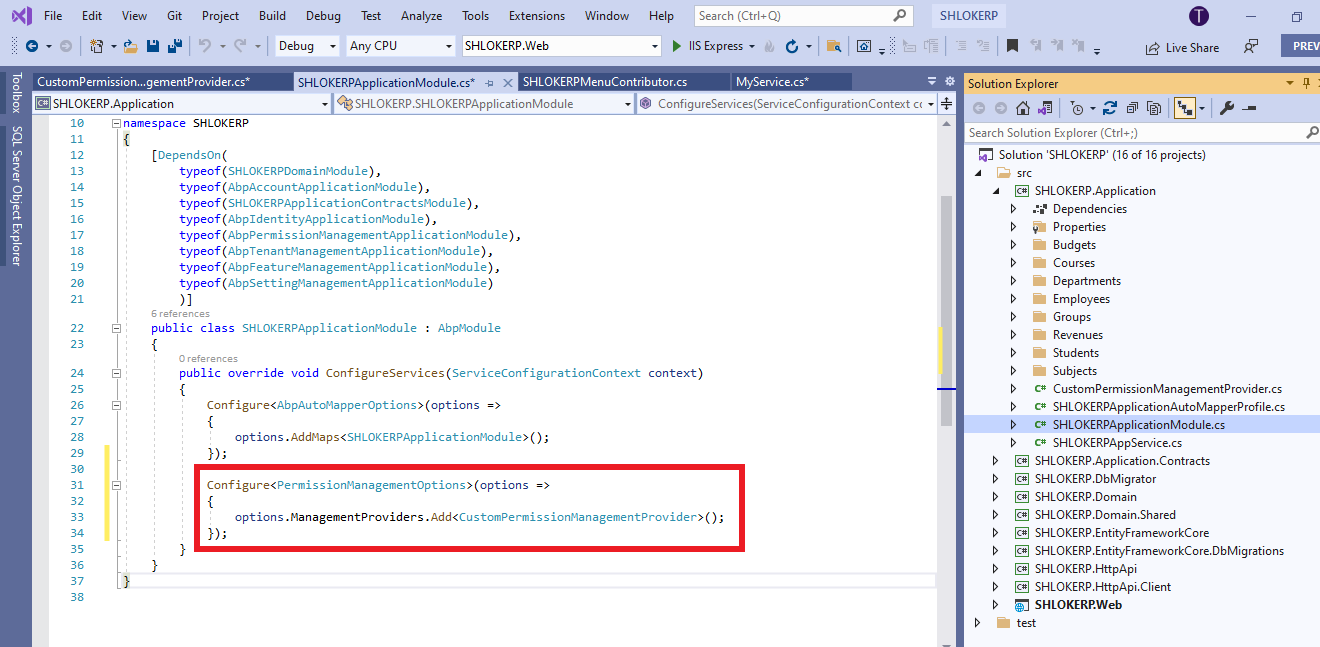 File Edit View Git Project Build Debug Test Analyze Tools Extensions Window Help Search (Ctrl+Q) SHLOKERP T
Debug Any CPU SHLOKERP.Web IIS Express Live Share PREV
CustomPermission...gementProvider.cs* SHLOKERPApplicationModule.cs* SHLOKERPMenuContributor.cs MyService.cs*
SHLOKERP.Application SHLOKERP.SHLOKERPApplicationModule ConfigureServices(ServiceConfigurationContext cc
Toolbox
SQL Server Object Explorer
10 namespace SHLOKERP
11 {
12 [DependsOn(
13 typeof(SHLOKERPDomainModule),
14 typeof(AbpAccountApplicationModule),
15 typeof(SHLOKERPApplicationContractsModule),
16 typeof(AbpIdentityApplicationModule),
17 typeof(AbpPermissionManagementApplicationModule),
18 typeof(AbpTenantManagementApplicationModule),
19 typeof(AbpFeatureManagementApplicationModule),
20 typeof(AbpSettingManagementApplicationModule)
21 )]
6 references
22 public class SHLOKERPApplicationModule : AbpModule
23 {
0 references
24 public override void ConfigureServices(ServiceConfigurationContext context)
25 {
26 Configure<AbpAutoMapperOptions>(options =>
27 {
28 options.AddMaps<SHLOKERPApplicationModule>();
29 });
30
31 Configure<PermissionManagementOptions>(options =>
32 {
33 options.ManagementProviders.Add<CustomPermissionManagementProvider>();
34 });
35 }
36 }
37 }
38
Solution Explorer
Search Solution Explorer (Ctrl+;)
Solution 'SHLOKERP' (16 of 16 projects)
src
C# SHLOKERP.Application
Dependencies
Properties
Budgets
Courses
Departments
Employees
Groups
Revenues
Students
Subjects
C# CustomPermissionManagementProvider.cs
C# SHLOKERPApplicationAutoMapperProfile.cs
C# SHLOKERPApplicationModule.cs
C# SHLOKERPAppService.cs
C# SHLOKERP.Application.Contracts
C# SHLOKERP.DbMigrator
C# SHLOKERP.Domain
C# SHLOKERP.Domain.Shared
C# SHLOKERP.EntityFrameworkCore
C# SHLOKERP.EntityFrameworkCore.DbMigrations
C# SHLOKERP.HttpApi
C# SHLOKERP.HttpApi.Client
SHLOKERP.Web
test